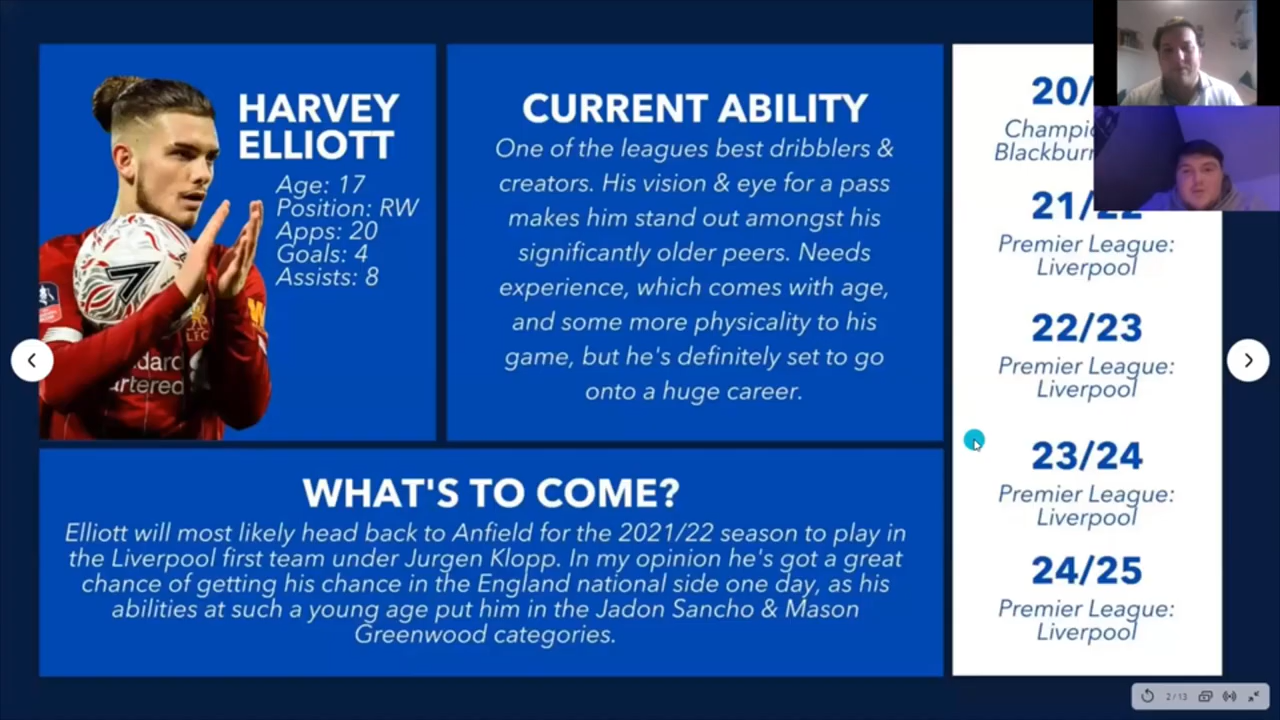 HARVEY
ELLIOTT
Age: 17
Position: RW
Apps: 20
Goals: 4
Assists: 8
CURRENT ABILITY
One of the leagues best dribblers &
creators. His vision & eye for a pass
makes him stand out amongst his
significantly older peers. Needs
experience, which comes with age,
and some more physicality to his
game, but he's definitely set to go
onto a huge career.
WHAT'S TO COME?
Elliott will most likely head back to Anfield for the 2021/22 season to play in
the Liverpool first team under Jurgen Klopp. In my opinion he's got a great
chance of getting his chance in the England national side one day, as his
abilities at such a young age put him in the Jadon Sancho & Mason
Greenwood categories.
20/
21/22
Premier League:
Liverpool
22/23
Premier League:
Liverpool
23/24
Premier League:
Liverpool
24/25
Premier League:
Liverpool
2/13